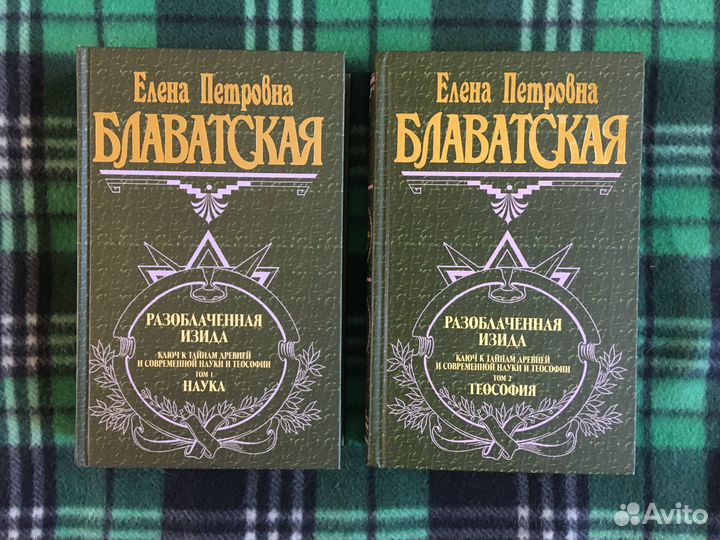 Елена Петровна
БЛАВАТСКАЯ
РАЗОБЛАЧЕННАЯ
ИЗИДА
КЛЮЧ К ТАЙНАМ ДРЕВНЕЙ
И СОВРЕМЕННОЙ НАУКИ И ТЕОСОФИИ
ТОМ 1.
НАУКА
Елена Петровна
БЛАВАТСКАЯ
РАЗОБЛАЧЕННАЯ
ИЗИДА
КЛЮЧ К ТАЙНАМ ДРЕВНЕЙ
И СОВРЕМЕННОЙ НАУКИ И ТЕОСОФИИ
ТОМ 2
ТЕОСОФИЯ
Avito